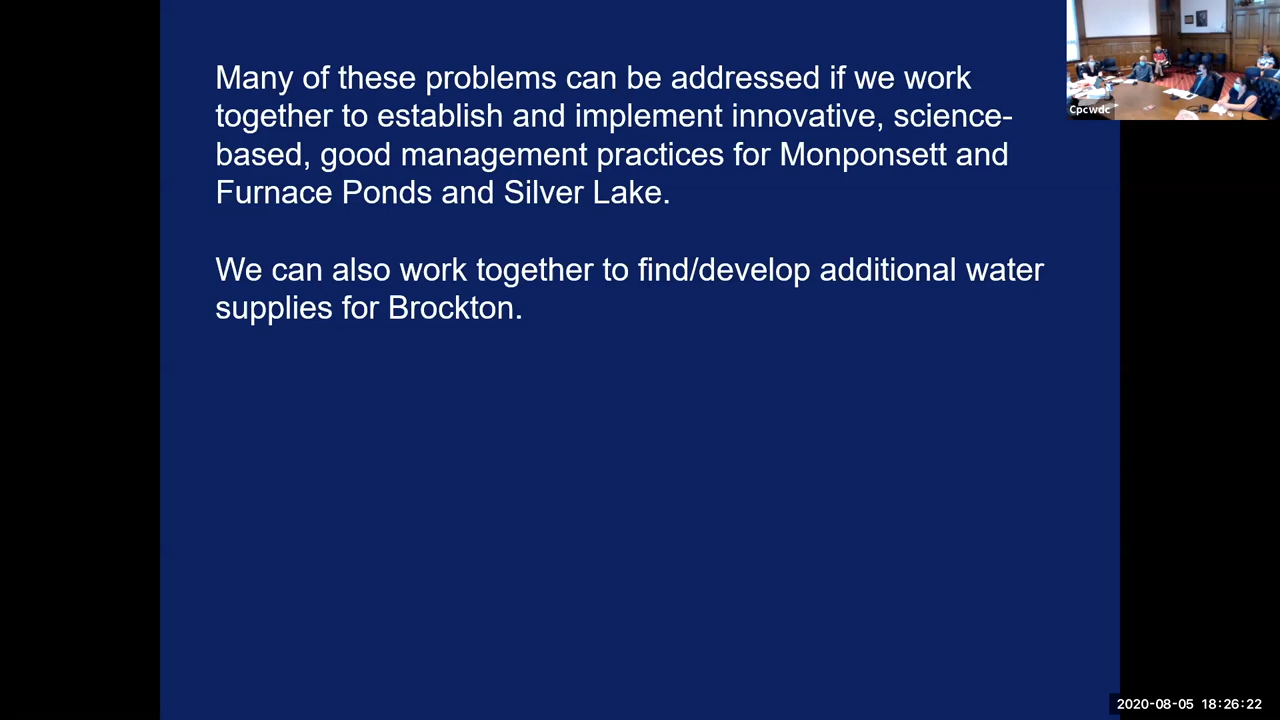 Many of these problems can be addressed if we work
together to establish and implement innovative, science-
based, good management practices for Monponsett and
Furnace Ponds and Silver Lake.
We can also work together to find/develop additional water
supplies for Brockton.
Cpcwdc
2020-08-05 18:26:22